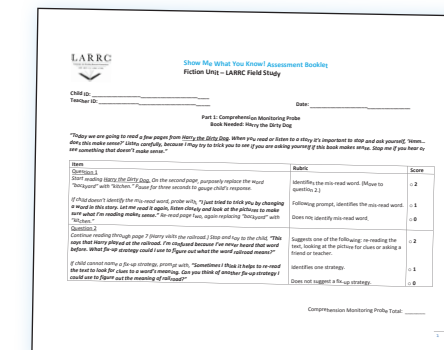 LARRC
Show Me What You Know! Assessment Booklet
Fiction Unit – LARRC Field Study
Child ID:
Teacher ID:
Date:
Part 1: Comprehension Monitoring Probe
Book Needed: Harry the Dirty Dog
"Today we are going to read a few pages from Harry the Dirty Dog. When you read or listen to a story it's important to stop and ask yourself, 'Hmm…
does this make sense?' Listen carefully, because I may try to trick you to see if you are asking yourself if this book makes sense. Stop me if you hear or
see something that doesn't make sense."
Item Rubric Score
Question 1
Start reading Harry the Dirty Dog. On the second page, purposely replace the word
"backyard" with "kitchen." Pause for three seconds to gauge child's response.
If child doesn't identify the mis-read word, probe with, "I just tried to trick you by changing
a word in this story. Let me read it again, listen closely and look at the pictures to make
sure what I'm reading makes sense." Re-read page two, again replacing "backyard" with
"kitchen."
Identifies the mis-read word. (Move to
question 2.)
2
Following prompt, identifies the mis-read word.
1
Does not identify mis-read word.
0
Question 2
Continue reading through page 7 (Harry visits the railroad.) Stop and say to the child, "This
says that Harry played at the railroad. I'm confused because I've never heard that word
before. What fix-up strategy could I use to figure out what the word railroad means?"
If child cannot name a fix-up strategy, prompt with, "Sometimes I think it helps to re-read
the text to look for clues to a word's meaning. Can you think of another fix-up strategy I
could use to figure out the meaning of railroad?"
Suggests one of the following: re-reading the
text, looking at the picture for clues or asking a
friend or teacher.
2
Identifies one strategy.
1
Does not suggest a fix-up strategy.
0
Comprehension Monitoring Probe Total: